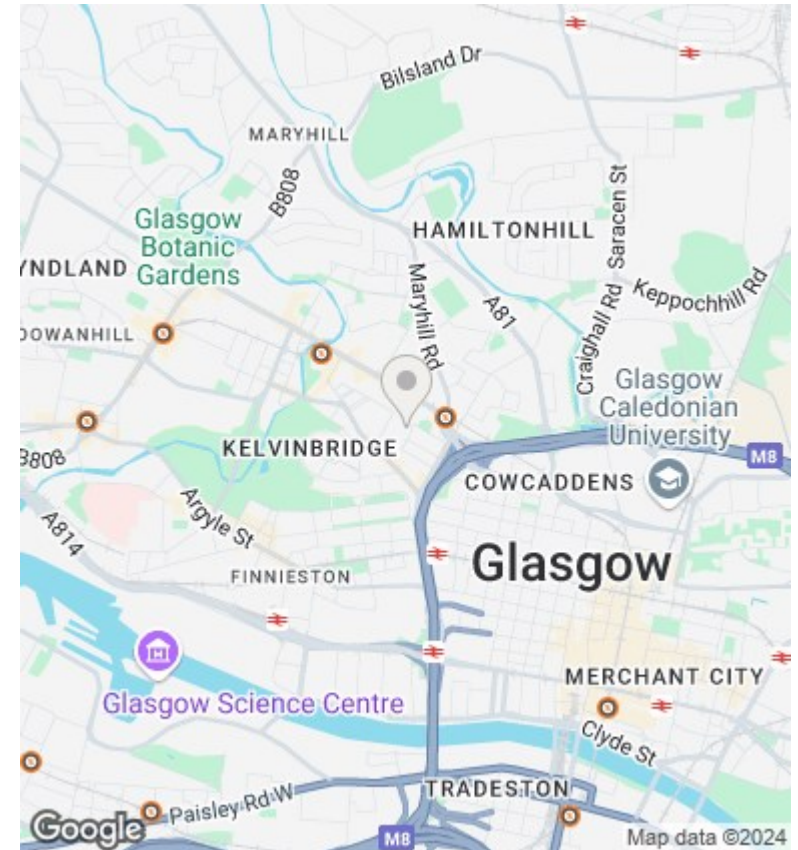 Bilsland Dr
MARYHILL
B808
Saracen St
Glasgow
Botanic
Gardens
HAMILTONHILL
YNDLAND
Maryhill Rd
A81
Keppochhill Rd
Craighall Rd
DOWANHILL
Glasgow
Caledonian
University
KELVINBRIDGE
B808
M8
COWCADDENS
Argyle St
A814
Glasgow
FINNIESTON
MERCHANT CITY
Glasgow Science Centre
Clyde St
TRADESTON
Paisley Rd W
Google
M8
Map data ©2024